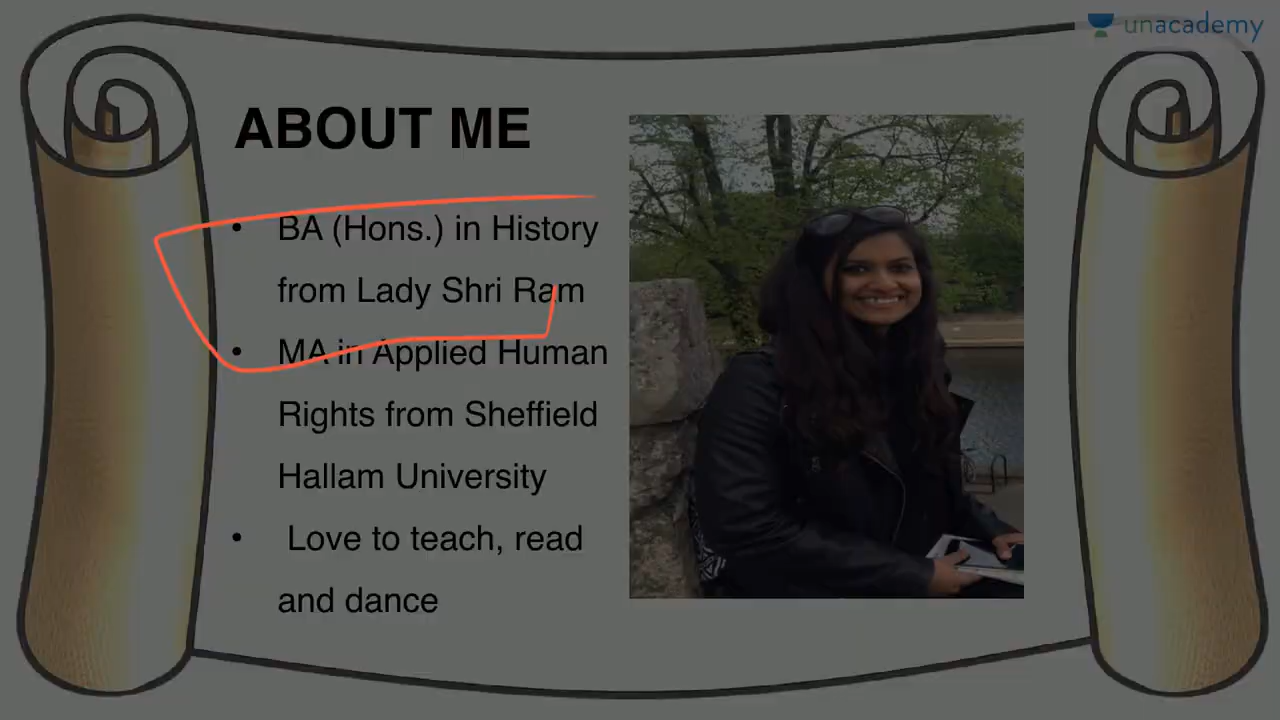 unacademy
ABOUT ME
• BA (Hons.) in History
from Lady Shri Ram
• MA in Applied Human
Rights from Sheffield
Hallam University
• Love to teach, read
and dance